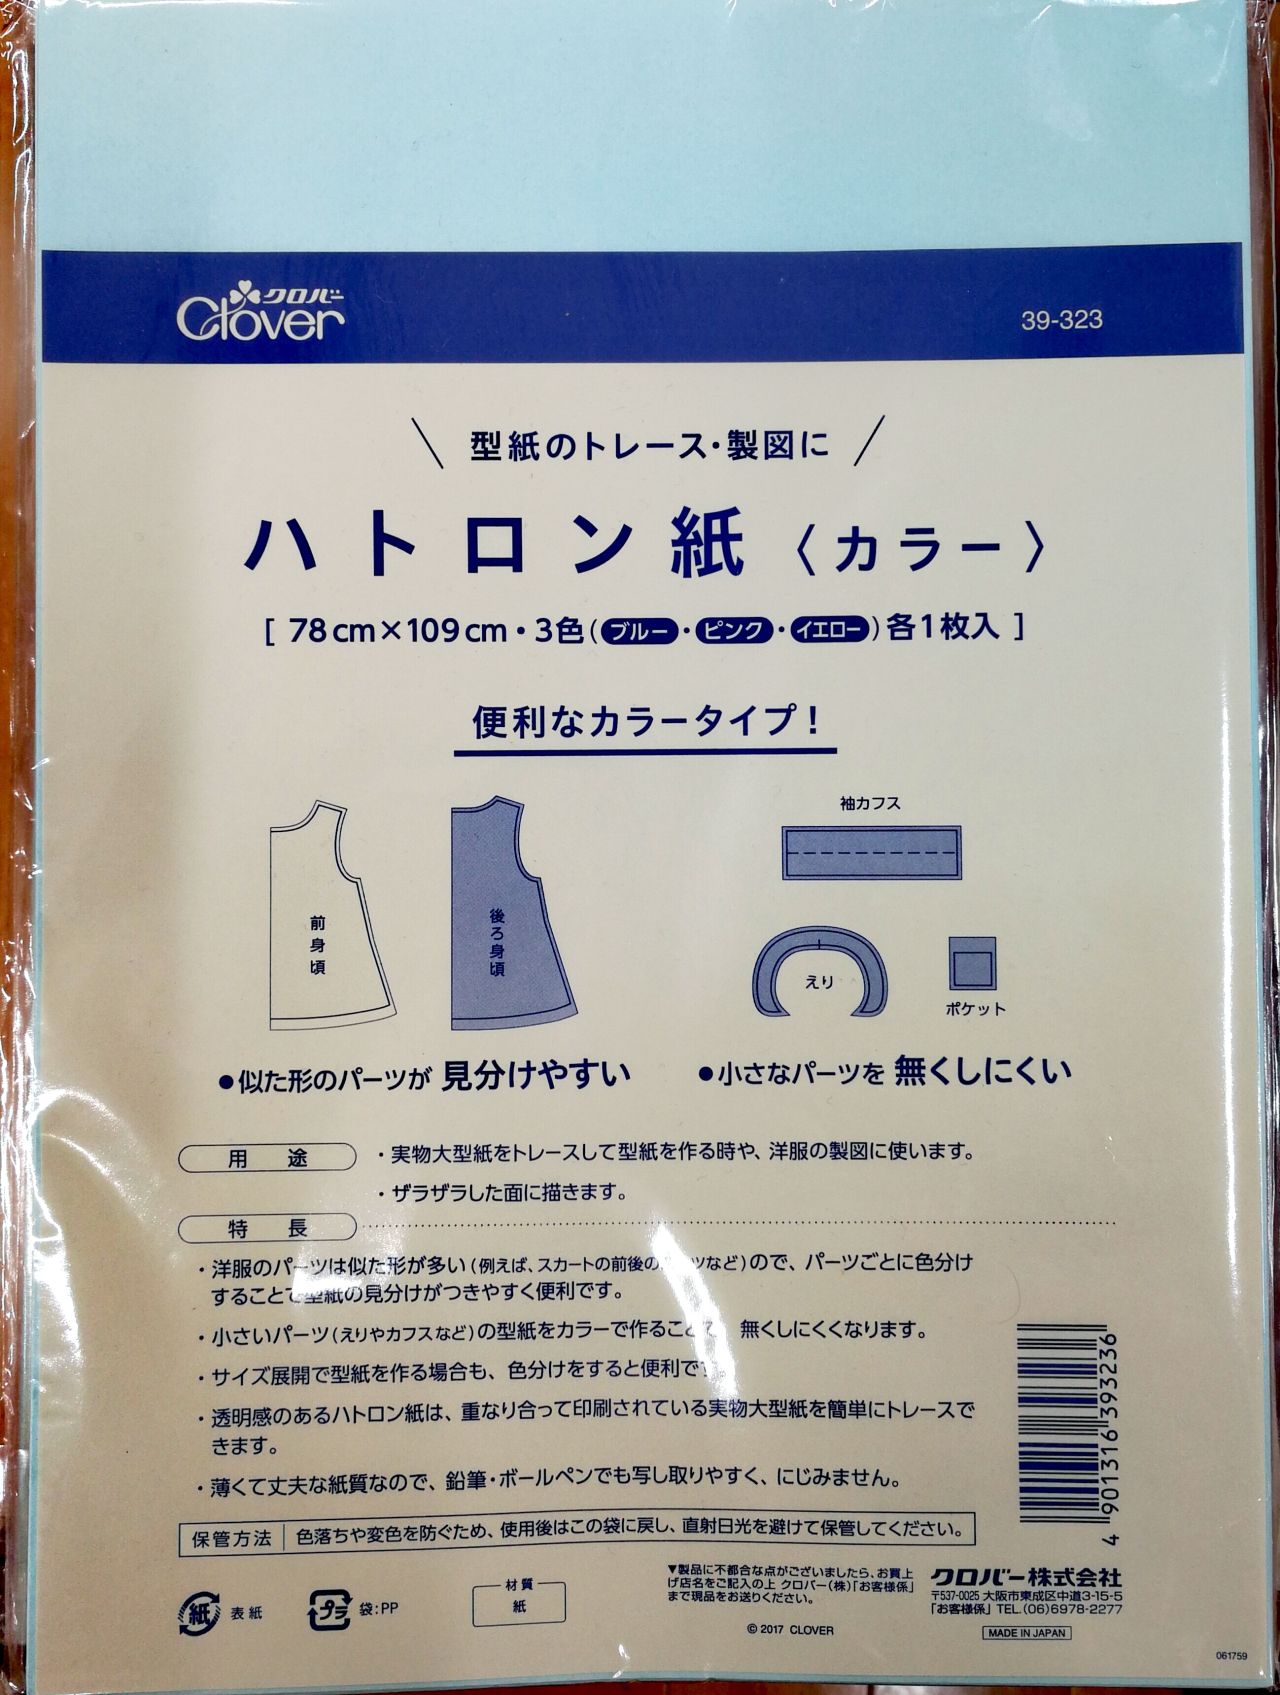 クロバー
Clover
39-323
型紙のトレース・製図に
ハトロン紙〈カラー〉
[ 78cm×109cm・3色(ブルー・ピンク・イエロー)各1枚入 ]
便利なカラータイプ!
前身頃
後ろ身頃
袖カフス
えり
ポケット
●似た形のパーツが 見分けやすい
●小さなパーツを 無くしにくい
用途
・実物大型紙をトレースして型紙を作る時や、洋服の製図に使います。
・ザラザラした面に描きます。
特長
・洋服のパーツは似た形が多い(例えば、スカートの前後の ツなど)ので、パーツごとに色分け
することで型紙の見分けがつきやすく便利です。
・小さいパーツ(えりやカフスなど)の型紙をカラーで作ることで、無くしにくくなります。
・サイズ展開で型紙を作る場合も、色分けをすると便利です
・透明感のあるハトロン紙は、重なり合って印刷されている実物大型紙を簡単にトレースで
きます。
・薄くて丈夫な紙質なので、鉛筆・ボールペンでも写し取りやすく、にじみません。
保管方法 色落ちや変色を防ぐため、使用後はこの袋に戻し、直射日光を避けて保管してください。
4 901316 393236
紙 表紙
プラ 袋:PP
材質
紙
▼製品に不都合な点がございましたら、お買上
げ店名をご記入の上 クロバー(株)「お客様係」
まで現品をお送りください。
© 2017 CLOVER
クロバー株式会社
〒537-0025 大阪市東成区中道3-15-5
「お客様係」TEL.(06)6978-2277
MADE IN JAPAN
061759